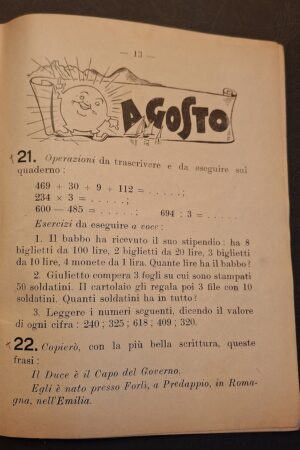 — 13 —
AGOSTO
21. Operazioni da trascrivere e da eseguire sul
quaderno:
469 + 30 + 9 + 112 = . . . . . ;
234 × 3 = . . . . . ;
600 — 485 = . . . . . ; 694 : 3 = . . . . .
Esercizi da eseguire a voce:
1. Il babbo ha ricevuto il suo stipendio: ha 8
biglietti da 100 lire, 2 biglietti da 20 lire, 3 biglietti
da 10 lire, 4 monete da 1 lira. Quante lire ha il babbo?
2. Giulietto compera 3 fogli su cui sono stampati
50 soldatini. Il cartolaio gli regala poi 3 file con 10
soldatini. Quanti soldatini ha in tutto?
3. Leggere i numeri seguenti, dicendo il valore
di ogni cifra: 240; 325; 618; 409; 320.
22. Copierò, con la più bella scrittura, queste
frasi:
Il Duce è il Capo del Governo.
Egli è nato presso Forlì, a Predappio, in Roma-
gna, nell'Emilia.